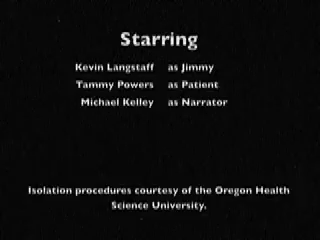 Starring
Kevin Langstaff as Jimmy
Tammy Powers as Patient
Michael Kelley as Narrator
Isolation procedures courtesy of the Oregon Health
Science University.